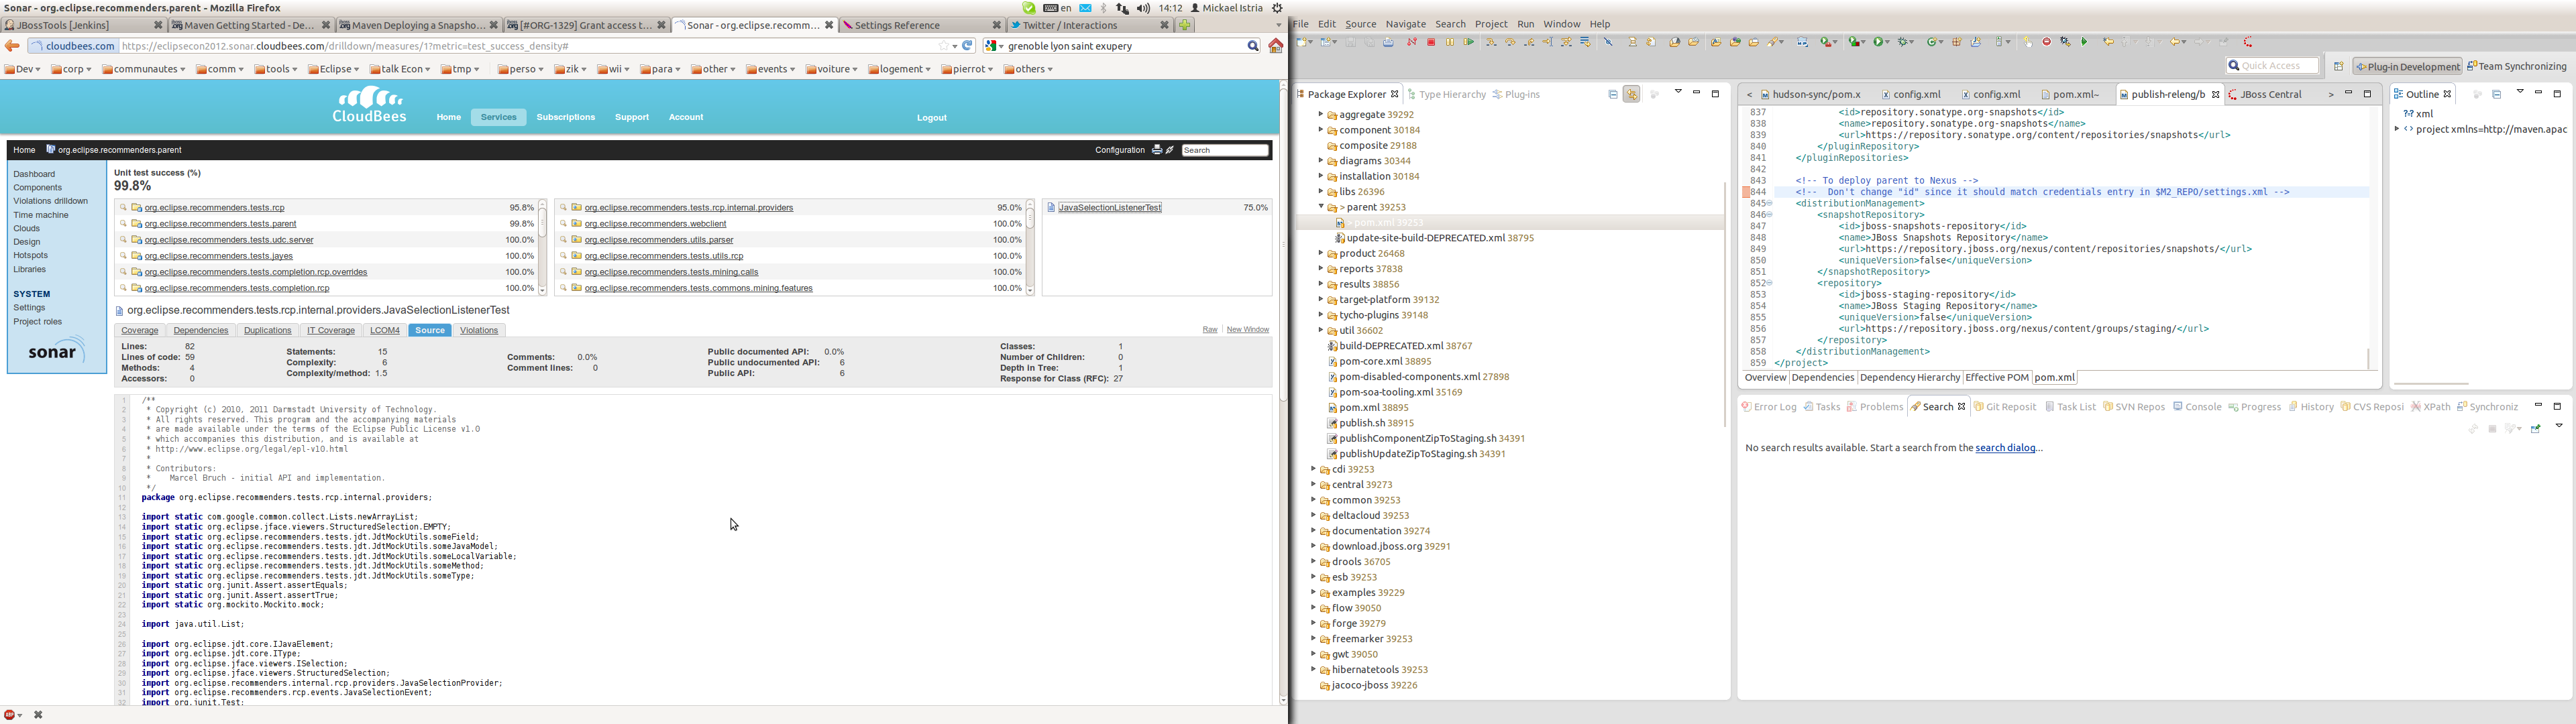 Sonar - org.eclipse.recommenders.parent - Mozilla Firefox
en
14:12
Mickael Istria
JBossTools [Jenkins]
Maven Getting Started - De...
Maven Deploying a Snapsho...
[#ORG-1329] Grant access t...
Sonar - org.eclipse.recomm...
Settings Reference
Twitter / Interactions
cloudbees.com
https://eclipsecon2012.sonar.cloudbees.com/drilldown/measures/1?metric=test_success_density#
grenoble lyon saint exupery
Dev
corp
communautes
comm
tools
Eclipse
talk Econ
tmp
perso
zik
wii
para
other
events
voiture
logement
pierrot
others
CloudBees
Home
Services
Subscriptions
Support
Account
Logout
Home
org.eclipse.recommenders.parent
Configuration
Search
Dashboard
Components
Violations drilldown
Time machine
Clouds
Design
Hotspots
Libraries
SYSTEM
Settings
Project roles
sonar
Unit test success (%)
99.8%
org.eclipse.recommenders.tests.rcp 95.8%
org.eclipse.recommenders.tests.parent 99.8%
org.eclipse.recommenders.tests.udc.server 100.0%
org.eclipse.recommenders.tests.jayes 100.0%
org.eclipse.recommenders.tests.completion.rcp.overrides 100.0%
org.eclipse.recommenders.tests.completion.rcp 100.0%
org.eclipse.recommenders.tests.rcp.internal.providers 95.0%
org.eclipse.recommenders.webclient 100.0%
org.eclipse.recommenders.utils.parser 100.0%
org.eclipse.recommenders.tests.utils.rcp 100.0%
org.eclipse.recommenders.tests.mining.calls 100.0%
org.eclipse.recommenders.tests.commons.mining.features 100.0%
JavaSelectionListenerTest 75.0%
org.eclipse.recommenders.tests.rcp.internal.providers.JavaSelectionListenerTest
Coverage
Dependencies
Duplications
IT Coverage
LCOM4
Source
Violations
Raw
New Window
Lines: 82
Lines of code: 59
Methods: 4
Accessors: 0
Statements: 15
Complexity: 6
Complexity/method: 1.5
Comments: 0.0%
Comment lines: 0
Public documented API: 0.0%
Public undocumented API: 6
Public API: 6
Classes: 1
Number of Children: 0
Depth in Tree: 1
Response for Class (RFC): 27
1 /**
2 * Copyright (c) 2010, 2011 Darmstadt University of Technology.
3 * All rights reserved. This program and the accompanying materials
4 * are made available under the terms of the Eclipse Public License v1.0
5 * which accompanies this distribution, and is available at
6 * http://www.eclipse.org/legal/epl-v10.html
7 *
8 * Contributors:
9 * Marcel Bruch - initial API and implementation.
10 */
11 package org.eclipse.recommenders.tests.rcp.internal.providers;
12
13 import static com.google.common.collect.Lists.newArrayList;
14 import static org.eclipse.jface.viewers.StructuredSelection.EMPTY;
15 import static org.eclipse.recommenders.tests.jdt.JdtMockUtils.someField;
16 import static org.eclipse.recommenders.tests.jdt.JdtMockUtils.someJavaModel;
17 import static org.eclipse.recommenders.tests.jdt.JdtMockUtils.someLocalVariable;
18 import static org.eclipse.recommenders.tests.jdt.JdtMockUtils.someMethod;
19 import static org.eclipse.recommenders.tests.jdt.JdtMockUtils.someType;
20 import static org.junit.Assert.assertEquals;
21 import static org.junit.Assert.assertTrue;
22 import static org.mockito.Mockito.mock;
23
24 import java.util.List;
25
26 import org.eclipse.jdt.core.IJavaElement;
27 import org.eclipse.jdt.core.IType;
28 import org.eclipse.jface.viewers.ISelection;
29 import org.eclipse.jface.viewers.StructuredSelection;
30 import org.eclipse.recommenders.internal.rcp.providers.JavaSelectionProvider;
31 import org.eclipse.recommenders.rcp.events.JavaSelectionEvent;
32 import org.junit.Test;
File Edit Source Navigate Search Project Run Window Help
Quick Access
Plug-in Development
Team Synchronizing
Package Explorer
Type Hierarchy
Plug-ins
aggregate 39292
component 30184
composite 29188
diagrams 30344
installation 30184
libs 26396
> parent 39253
> pom.xml 39253
update-site-build-DEPRECATED.xml 38795
product 26468
reports 37838
results 38856
target-platform 39132
tycho-plugins 39148
util 36602
build-DEPRECATED.xml 38767
pom-core.xml 38895
pom-disabled-components.xml 27898
pom-soa-tooling.xml 35169
pom.xml 38895
publish.sh 38915
publishComponentZipToStaging.sh 34391
publishUpdateZipToStaging.sh 34391
cdi 39253
central 39273
common 39253
deltacloud 39253
documentation 39274
download.jboss.org 39291
drools 36705
esb 39253
examples 39229
flow 39050
forge 39279
freemarker 39253
gwt 39050
hibernatetools 39253
jacoco-jboss 39226
hudson-sync/pom.x
config.xml
config.xml
pom.xml~
publish-releng/b
JBoss Central
837 <id>repository.sonatype.org-snapshots</id>
838 <name>repository.sonatype.org-snapshots</name>
839 <url>https://repository.sonatype.org/content/repositories/snapshots</url>
840 </pluginRepository>
841 </pluginRepositories>
842
843 <!-- To deploy parent to Nexus -->
844 <!-- Don't change "id" since it should match credentials entry in $M2_REPO/settings.xml -->
845 <distributionManagement>
846 <snapshotRepository>
847 <id>jboss-snapshots-repository</id>
848 <name>JBoss Snapshots Repository</name>
849 <url>https://repository.jboss.org/nexus/content/repositories/snapshots/</url>
850 <uniqueVersion>false</uniqueVersion>
851 </snapshotRepository>
852 <repository>
853 <id>jboss-staging-repository</id>
854 <name>JBoss Staging Repository</name>
855 <uniqueVersion>false</uniqueVersion>
856 <url>https://repository.jboss.org/nexus/content/groups/staging/</url>
857 </repository>
858 </distributionManagement>
859 </project>
Overview
Dependencies
Dependency Hierarchy
Effective POM
pom.xml
Outline
?? xml
project xmlns=http://maven.apac
Error Log
Tasks
Problems
Search
Git Reposit
Task List
SVN Repos
Console
Progress
History
CVS Reposi
XPath
Synchroniz
No search results available. Start a search from the search dialog...